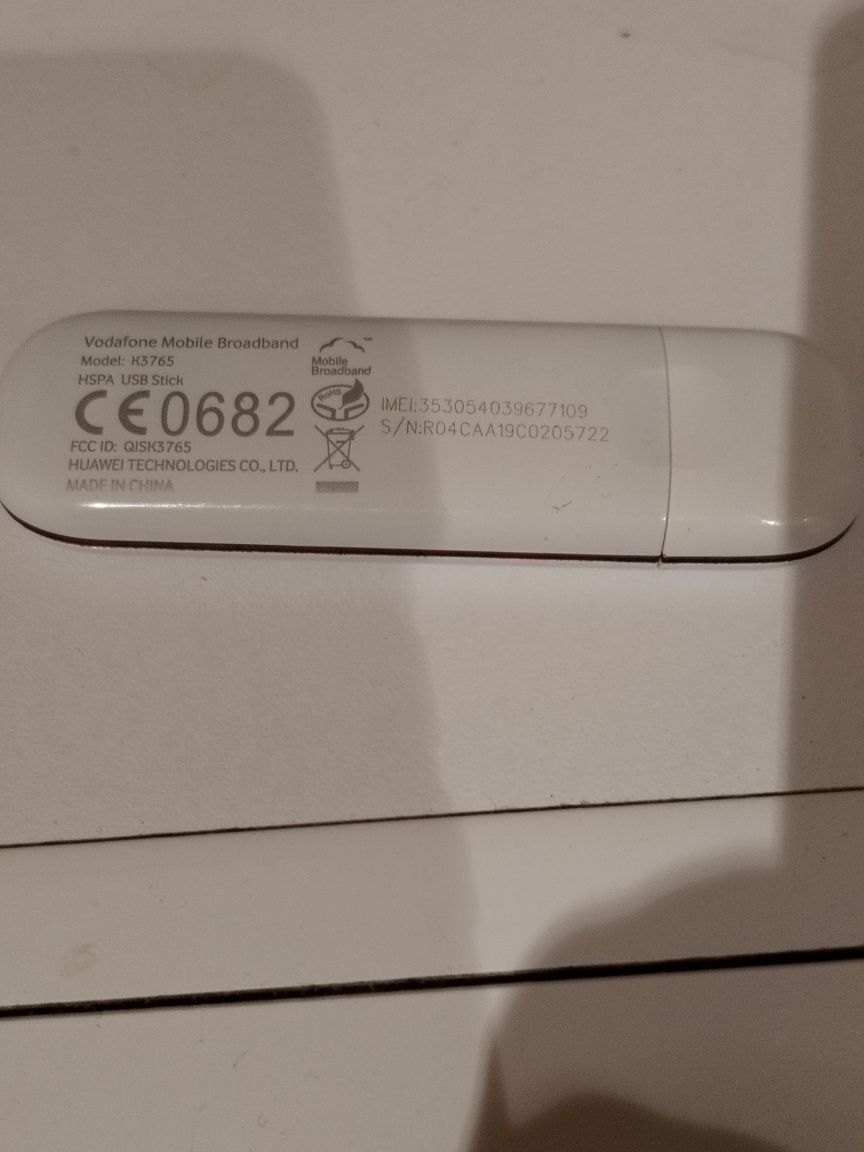 Vodafone Mobile Broadband
Model: K3765
HSPA USB Stick
CE0682
FCC ID: QISK3765
HUAWEI TECHNOLOGIES CO., LTD.
MADE IN CHINA
Mobile
Broadband™
RoHS
IMEI:353054039677109
S/N:R04CAA19C0205722